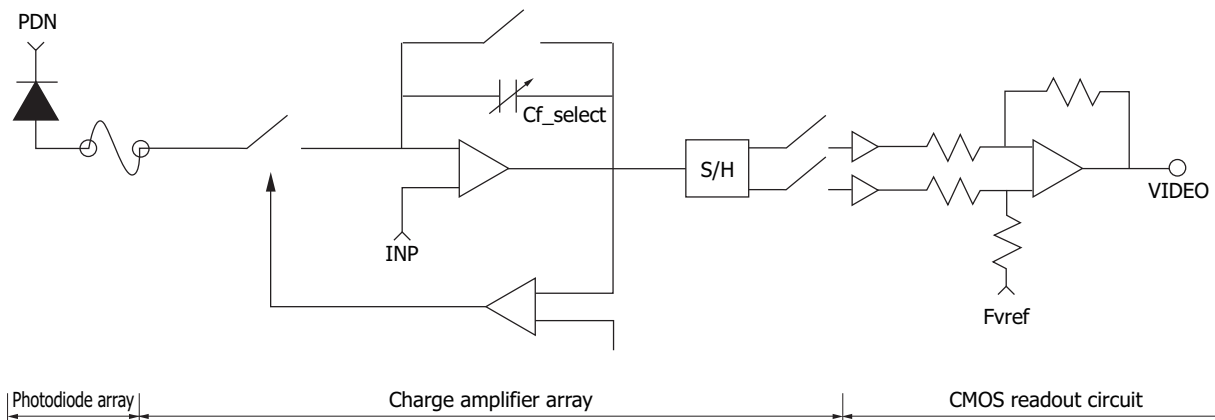 PDN
Cf_select
S/H
VIDEO
INP
Fvref
Photodiode array
Charge amplifier array
CMOS readout circuit